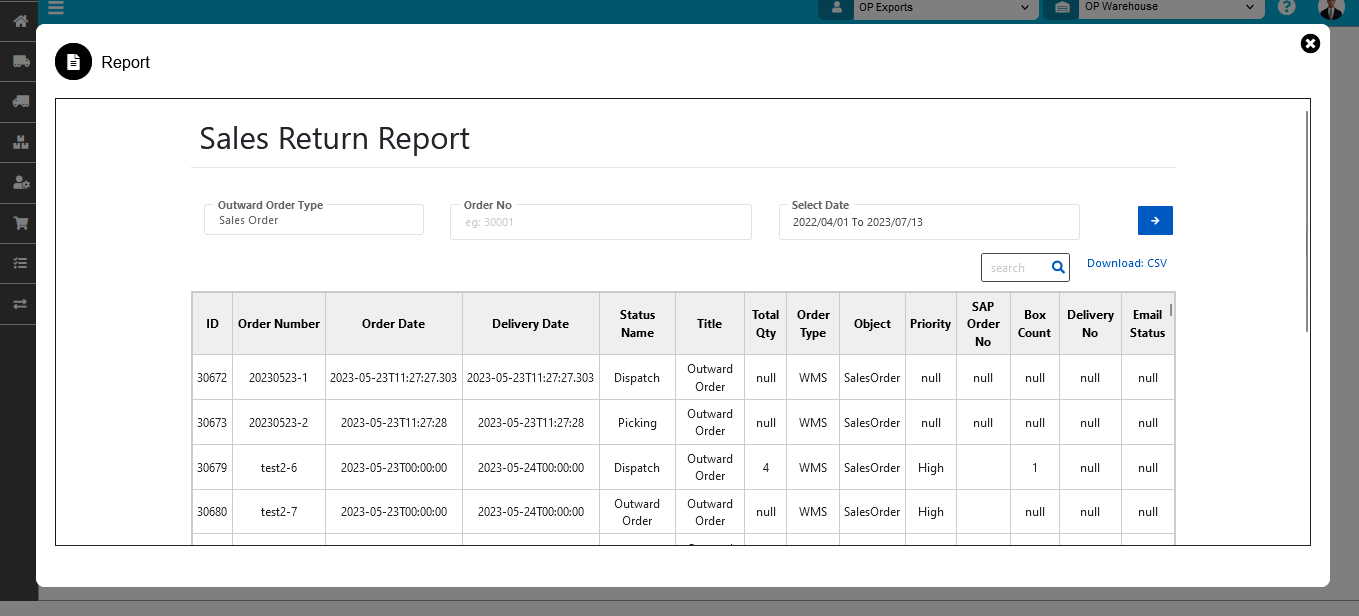 OP Exports
OP Warehouse
Report
Sales Return Report
Outward Order Type
Sales Order
Order No
eg: 30001
Select Date
2022/04/01 To 2023/07/13
search
Download: CSV
ID Order Number Order Date Delivery Date Status Name Title Total Qty Order Type Object Priority SAP Order No Box Count Delivery No Email Status
30672 20230523-1 2023-05-23T11:27:27.303 2023-05-23T11:27:27.303 Dispatch Outward Order null WMS SalesOrder null null null null null
30673 20230523-2 2023-05-23T11:27:28 2023-05-23T11:27:28 Picking Outward Order null WMS SalesOrder null null null null null
30679 test2-6 2023-05-23T00:00:00 2023-05-24T00:00:00 Dispatch Outward Order 4 WMS SalesOrder High 1 null null
30680 test2-7 2023-05-23T00:00:00 2023-05-24T00:00:00 Outward Order Outward Order null WMS SalesOrder High null null null